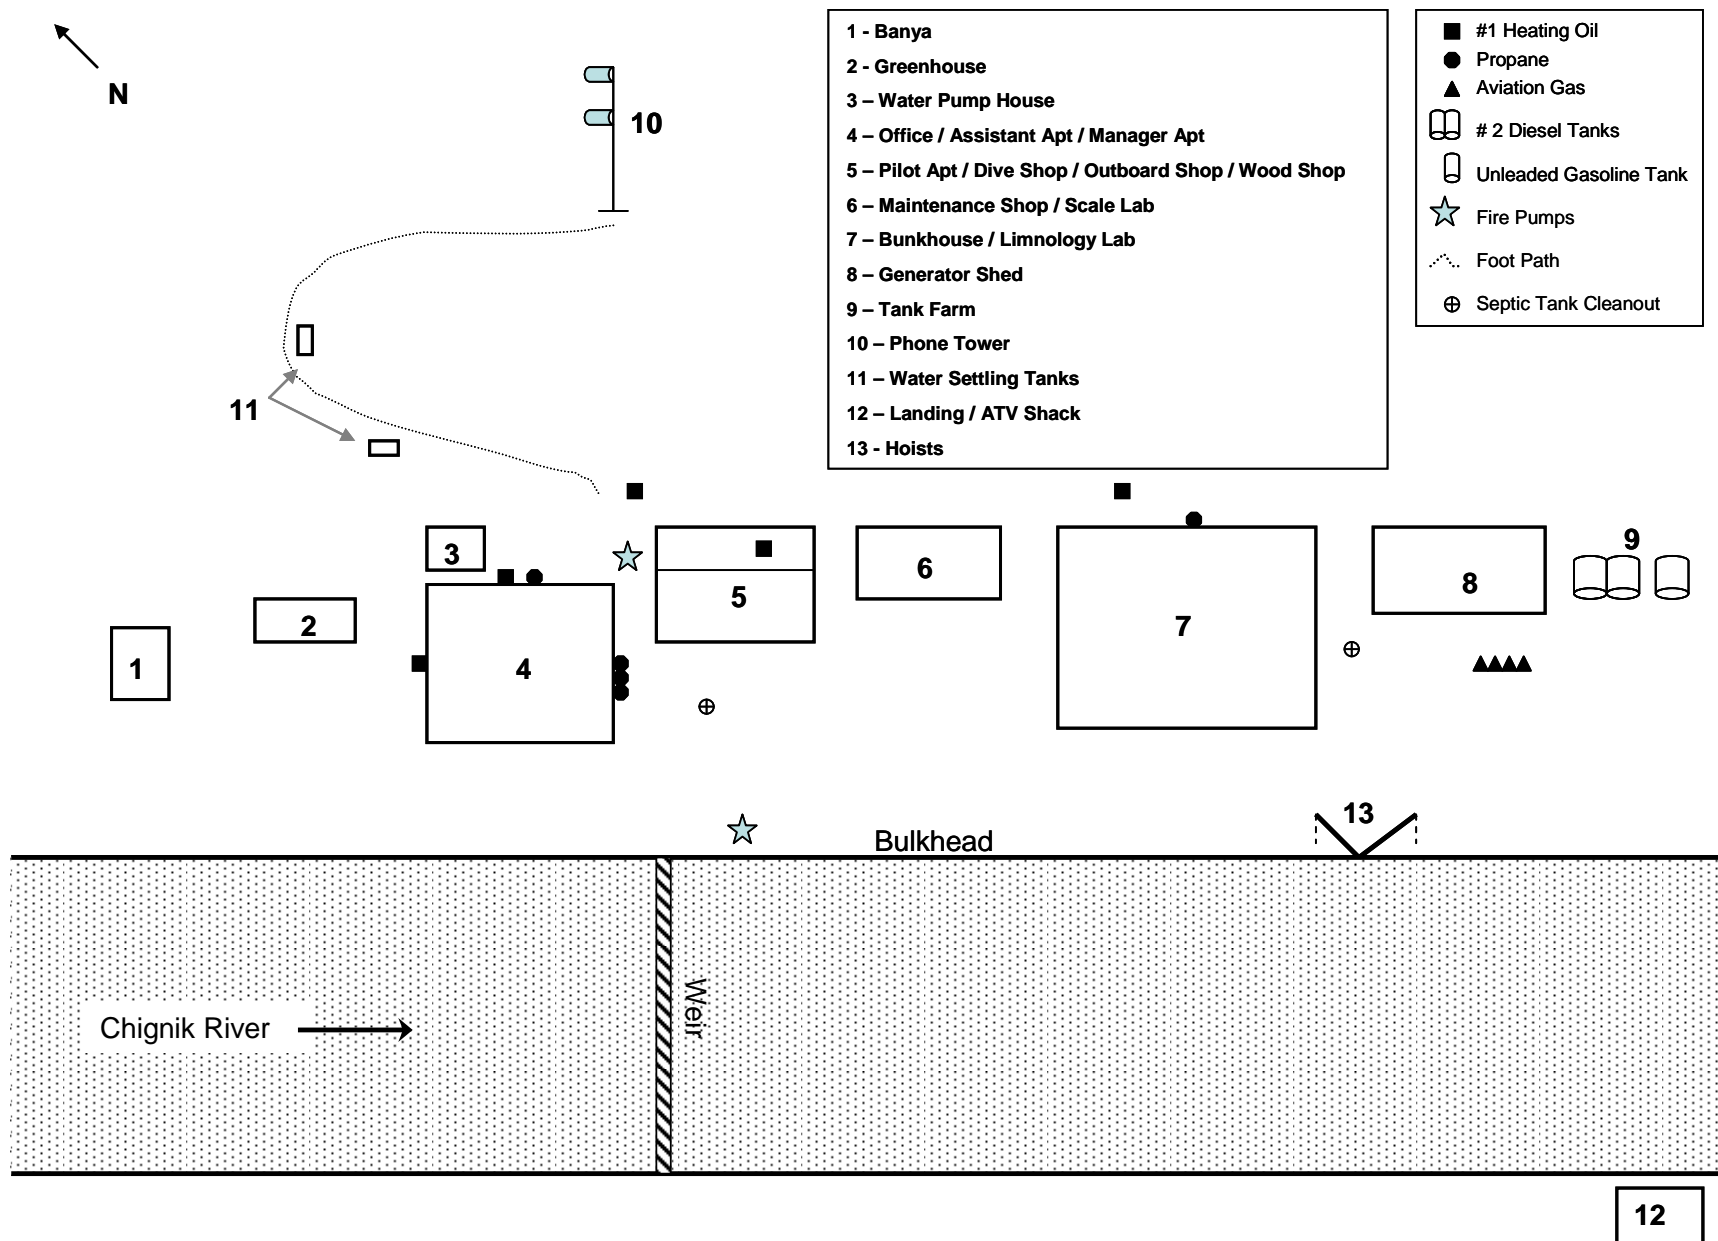 N
10
1 - Banya
2 - Greenhouse
3 – Water Pump House
4 – Office / Assistant Apt / Manager Apt
5 – Pilot Apt / Dive Shop / Outboard Shop / Wood Shop
6 – Maintenance Shop / Scale Lab
7 – Bunkhouse / Limnology Lab
8 – Generator Shed
9 – Tank Farm
10 – Phone Tower
11 – Water Settling Tanks
12 – Landing / ATV Shack
13 - Hoists
#1 Heating Oil
Propane
Aviation Gas
# 2 Diesel Tanks
Unleaded Gasoline Tank
Fire Pumps
Foot Path
Septic Tank Cleanout
11
1
2
3
4
5
6
7
8
9
13
Bulkhead
Weir
Chignik River
12